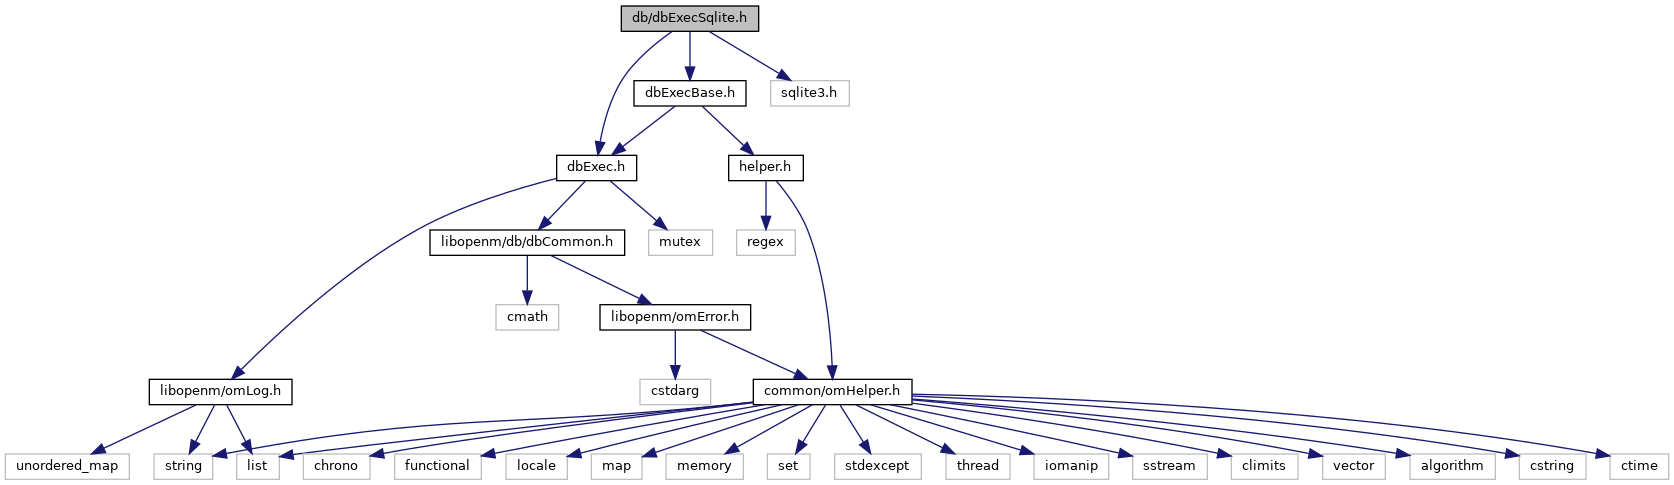 db/dbExecSqlite.h
dbExecBase.h
sqlite3.h
dbExec.h
helper.h
libopenm/db/dbCommon.h
mutex
regex
cmath
libopenm/omError.h
libopenm/omLog.h
cstdarg
common/omHelper.h
unordered_map
string
list
chrono
functional
locale
map
memory
set
stdexcept
thread
iomanip
sstream
climits
vector
algorithm
cstring
ctime